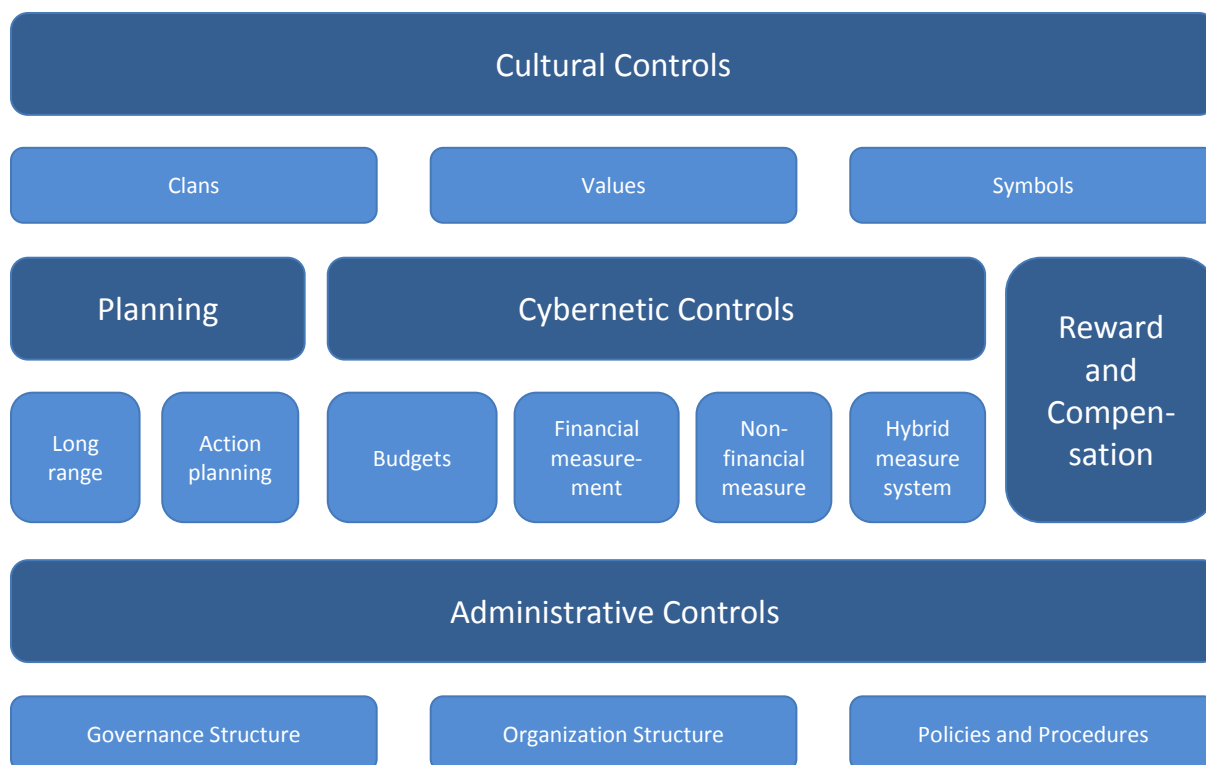 Cultural Controls
Clans
Values
Symbols
Planning
Cybernetic Controls
Reward
and
Compen-
sation
Long
range
Action
planning
Budgets
Financial
measure-
ment
Non-
financial
measure
Hybrid
measure
system
Administrative Controls
Governance Structure
Organization Structure
Policies and Procedures